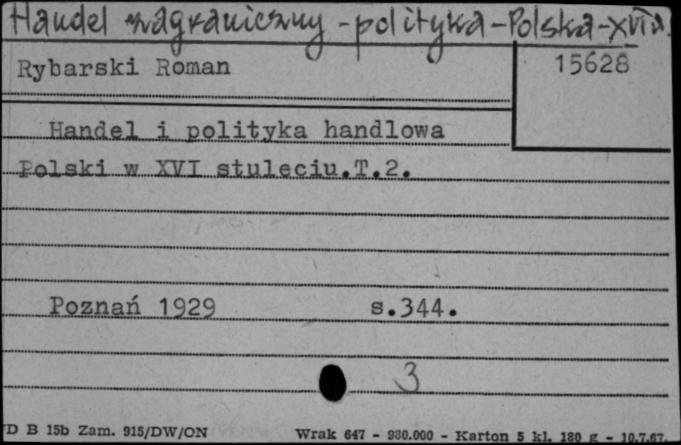 Handel zagraniczny - polityka - Polska - XVIw.
Rybarski Roman
15628
Handel i polityka handlowa
Polski w XVI stuleciu.T.2.
Poznań 1929 s.344.
3
D B 15b Zam. 915/DW/ON Wrak 647 - 980.000 - Karton 5 kl. 180 g - 10.7.67.